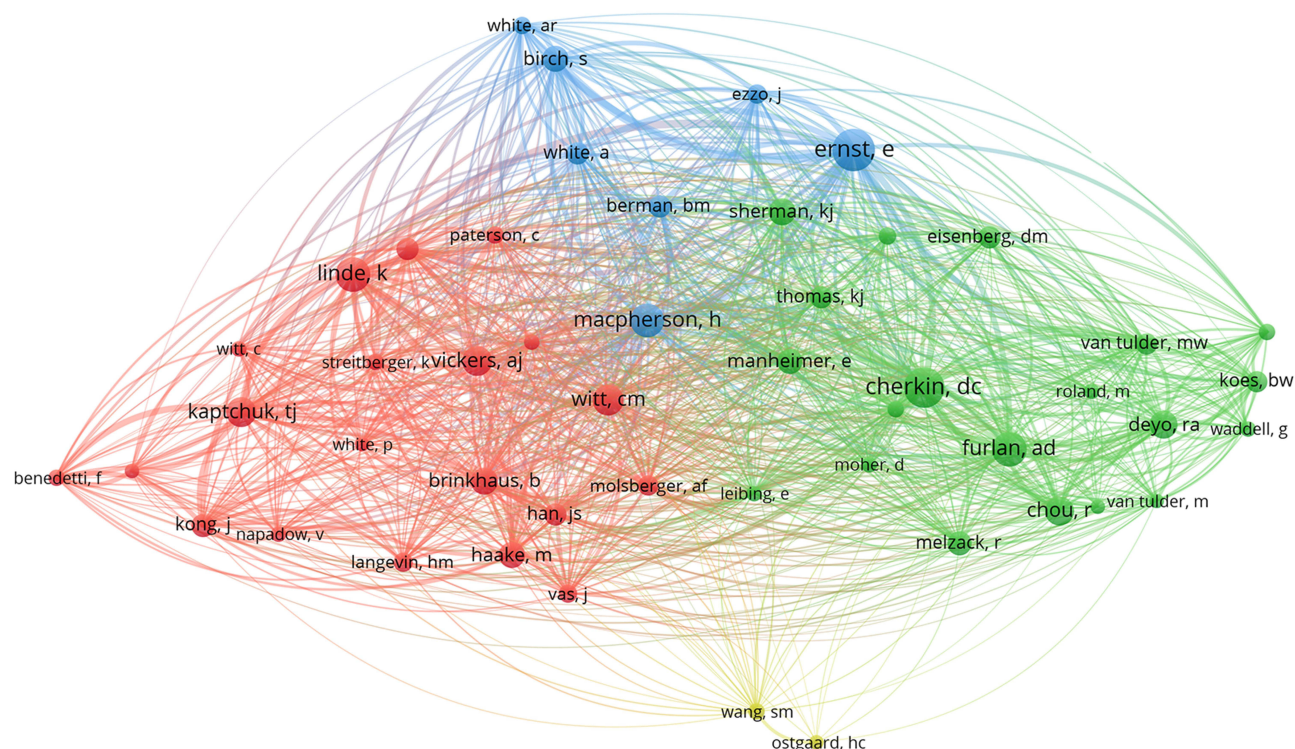 white, ar
birch, s
ezzo, j
ernst, e
white, a
berman, bm
sherman, kj
paterson, c
eisenberg, dm
linde, k
thomas, kj
macpherson, h
witt, c
streitberger, k
vickers, aj
manheimer, e
van tulder, mw
cherkin, dc
roland, m
koes, bw
kaptchuk, tj
witt, cm
deyo, ra
waddell, g
white, p
furlan, ad
moher, d
benedetti, f
brinkhaus, b
molsberger, af
leibing, e
van tulder, m
chou, r
kong, j
napadow, v
han, js
melzack, r
langevin, hm
haake, m
vas, j
wang, sm
ostgaard, hc